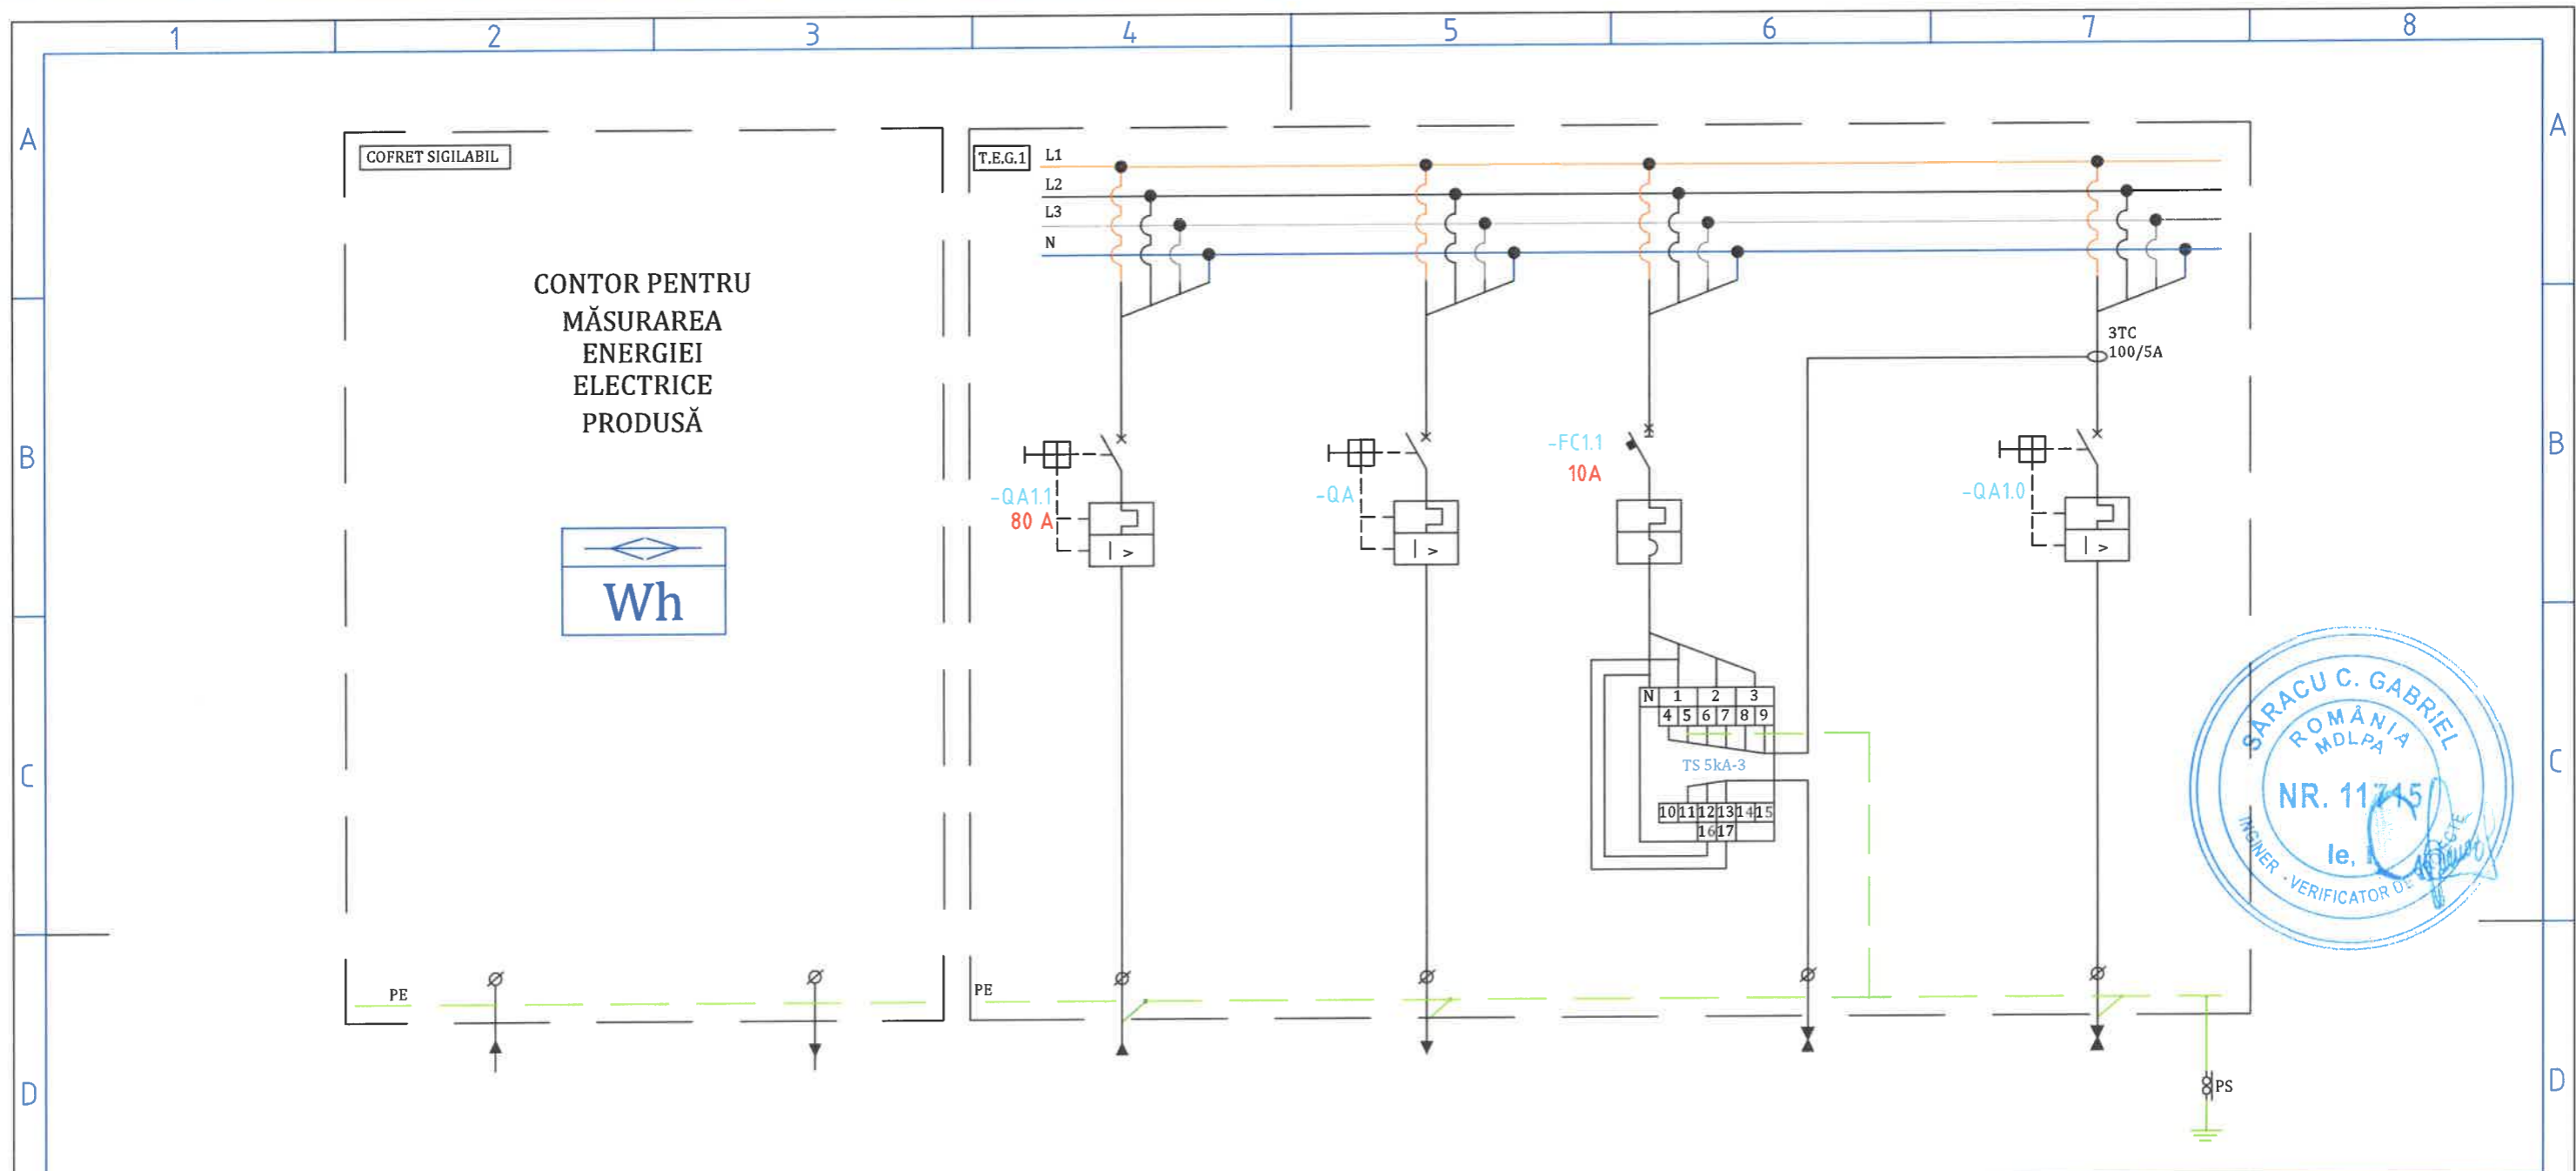 1 2 3 4 5 6 7 8
A A
COFRET SIGILABIL
T.E.G.1
L1
L2
L3
N
CONTOR PENTRU
MĂSURAREA
ENERGIEI
ELECTRICE
PRODUSĂ
Wh
3TC
100/5A
B B
-QA1.1
80 A
| >
-QA
| >
-FC1.1
10A
-QA1.0
| >
N 1 2 3
4 5 6 7 8 9
TS 5kA-3
10 11 12 13 14 15
16 17
C C
SARACU C. GABRIEL
ROMÂNIA
MDLPA
NR. 11715
Ie,
INGINER - VERIFICATOR DE
PE
PE
PS
D D